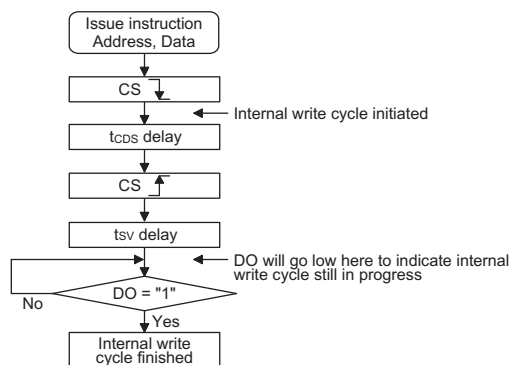 Issue instruction
Address, Data
CS
Internal write cycle initiated
tCDS delay
CS
tSV delay
DO will go low here to indicate internal
write cycle still in progress
DO = "1"
No
Yes
Internal write
cycle finished